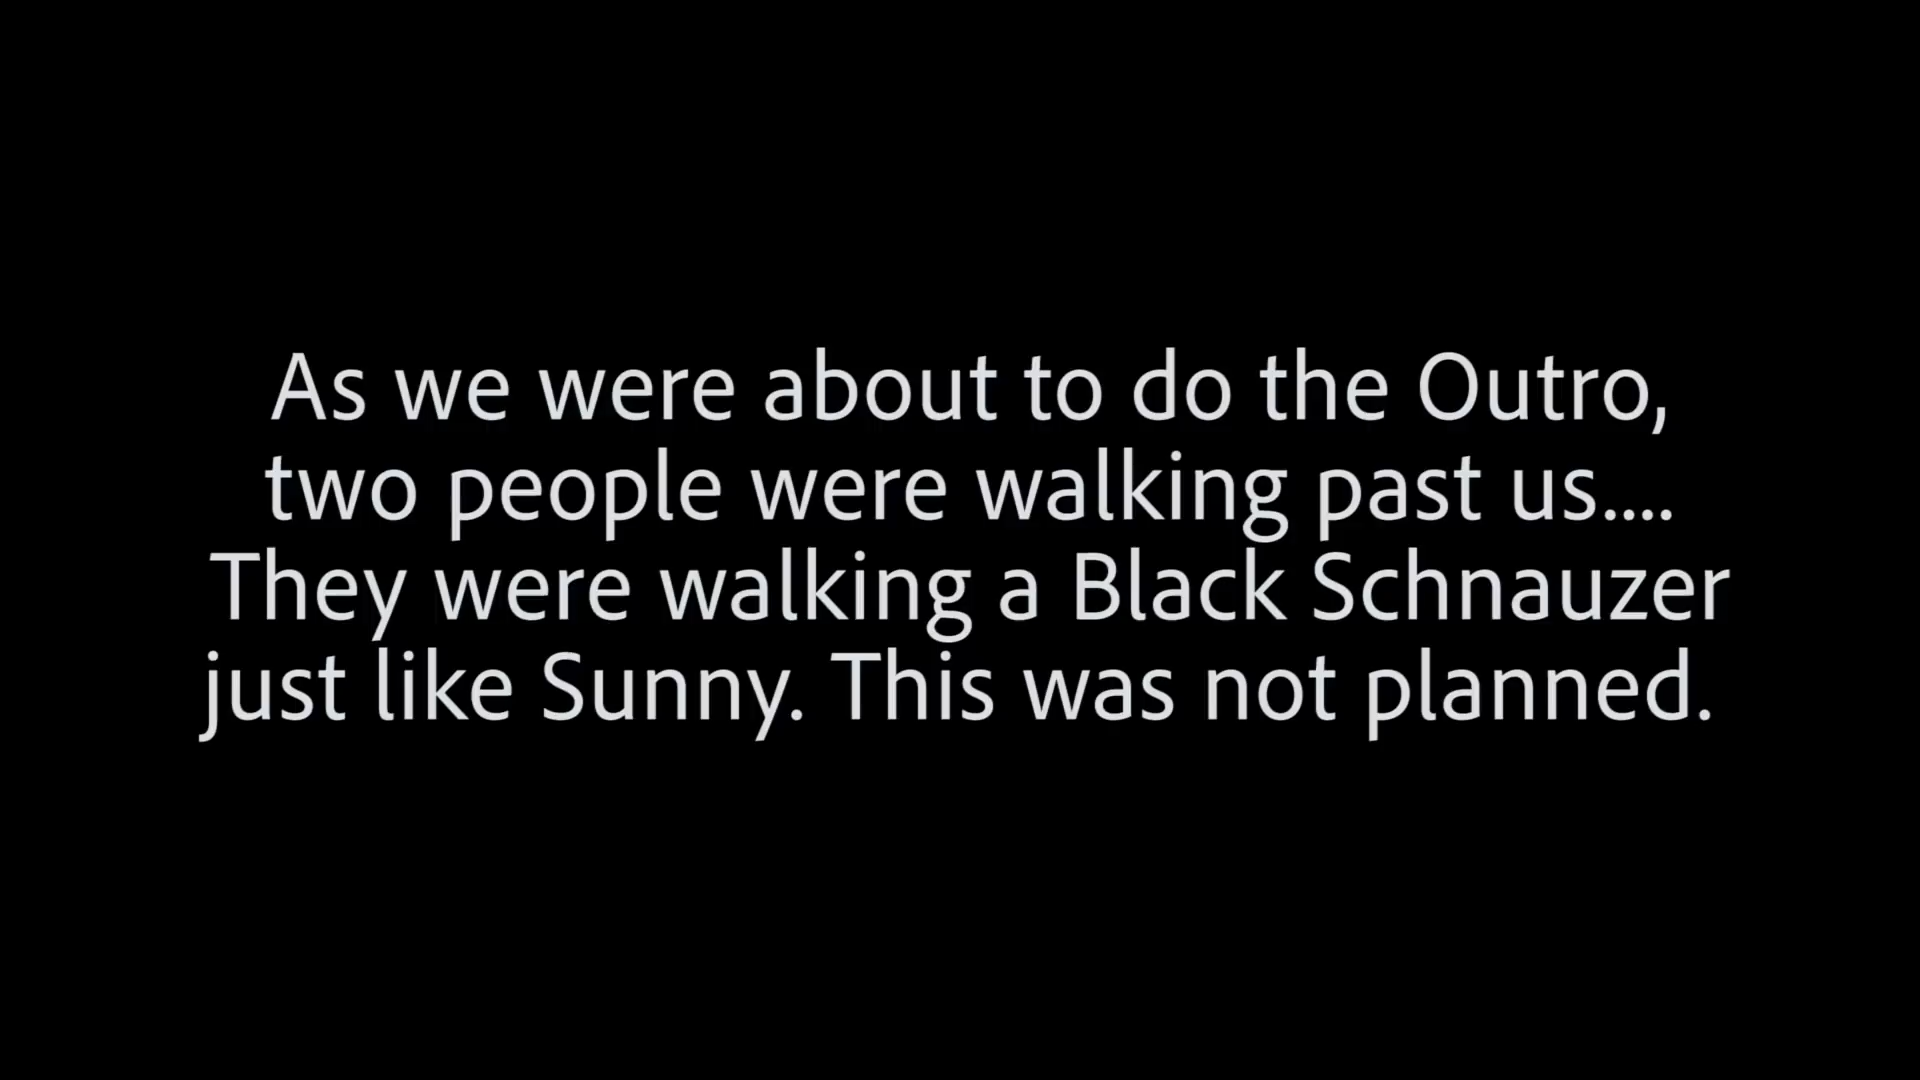 As we were about to do the Outro,
two people were walking past us....
They were walking a Black Schnauzer
just like Sunny. This was not planned.